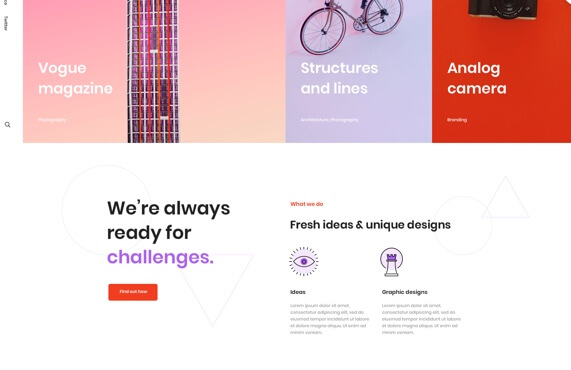 Twitter
Vogue
magazine
Photography
Structures
and lines
Architecture, Photography
Analog
camera
Branding
We're always
ready for
challenges.
Find out how
What we do
Fresh ideas & unique designs
Ideas
Lorem ipsum dolor sit amet,
consectetur adipiscing elit, sed do
eiusmod tempor incididunt ut labore
et dolore magna aliqua. Ut enim ad
minim veniam.
Graphic designs
Lorem ipsum dolor sit amet,
consectetur adipiscing elit, sed do
eiusmod tempor incididunt ut labore
et dolore magna aliqua. Ut enim ad
minim veniam.